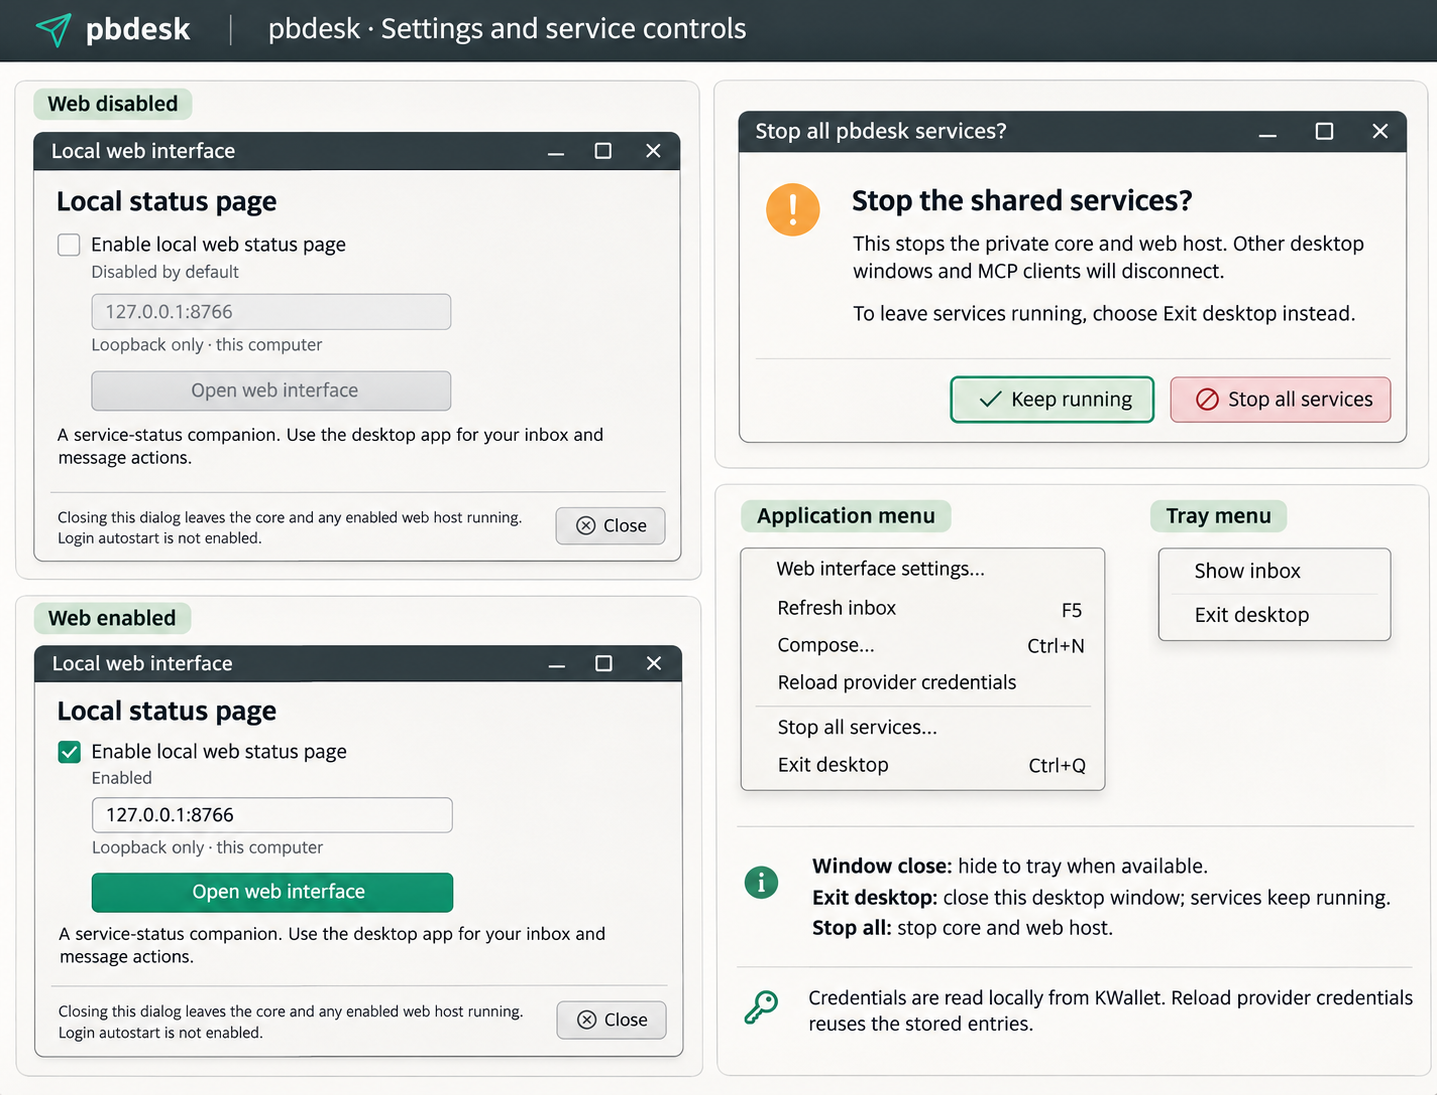 pbdesk
pbdesk · Settings and service controls
Web disabled
Local web interface
Local status page
Enable local web status page
Disabled by default
127.0.0.1:8766
Loopback only · this computer
Open web interface
A service-status companion. Use the desktop app for your inbox and
message actions.
Closing this dialog leaves the core and any enabled web host running.
Login autostart is not enabled.
Close
Web enabled
Local web interface
Local status page
Enable local web status page
Enabled
127.0.0.1:8766
Loopback only · this computer
Open web interface
A service-status companion. Use the desktop app for your inbox and
message actions.
Closing this dialog leaves the core and any enabled web host running.
Login autostart is not enabled.
Close
Stop all pbdesk services?
Stop the shared services?
This stops the private core and web host. Other desktop
windows and MCP clients will disconnect.
To leave services running, choose Exit desktop instead.
Keep running
Stop all services
Application menu
Web interface settings...
Refresh inbox F5
Compose... Ctrl+N
Reload provider credentials
Stop all services...
Exit desktop Ctrl+Q
Tray menu
Show inbox
Exit desktop
Window close: hide to tray when available.
Exit desktop: close this desktop window; services keep running.
Stop all: stop core and web host.
Credentials are read locally from KWallet. Reload provider credentials
reuses the stored entries.